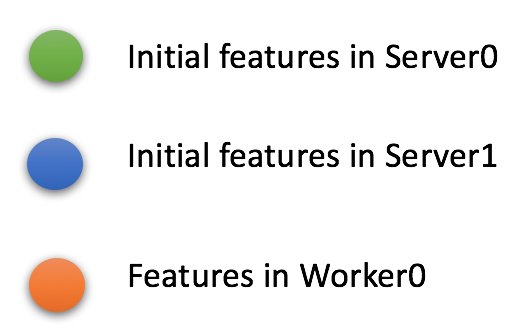 Initial features in Server0
Initial features in Server1
Features in Worker0